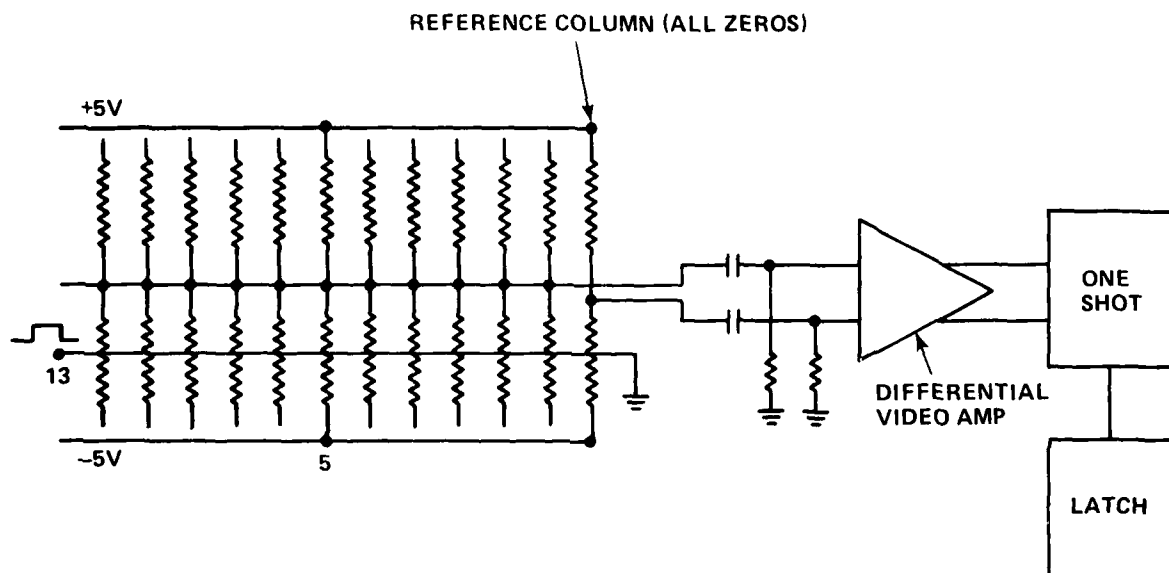 REFERENCE COLUMN (ALL ZEROS)
+5V
13
-5V
5
ONE
SHOT
DIFFERENTIAL
VIDEO AMP
LATCH